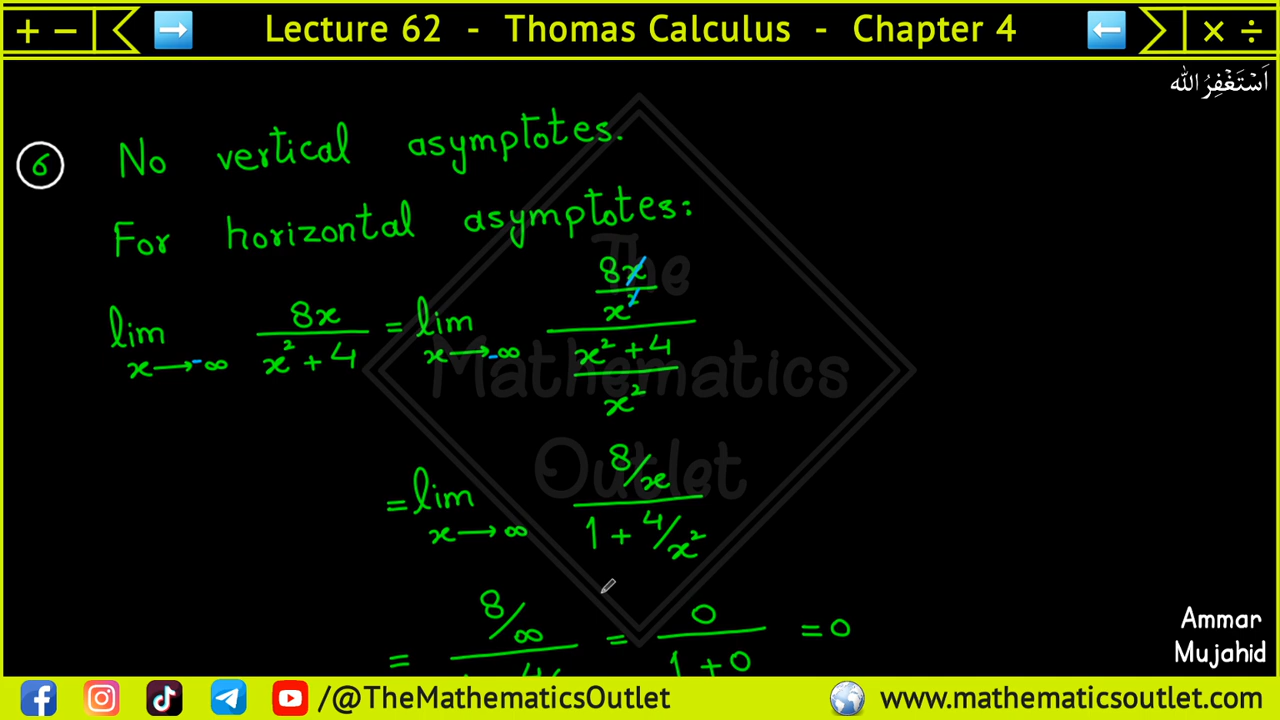 + − Lecture 62 - Thomas Calculus - Chapter 4 × ÷
اَسْتَغْفِرُ اللّٰه
6 No vertical asymptotes.
For horizontal asymptotes:
lim x→-∞ 8x/(x²+4) = lim x→-∞ (8x/x²)/((x²+4)/x²)
= lim x→∞ (8/x)/(1 + 4/x²)
= 8/∞ = 0/(1+0) = 0
The
Mathematics
Outlet
Ammar
Mujahid
/@TheMathematicsOutlet www.mathematicsoutlet.com